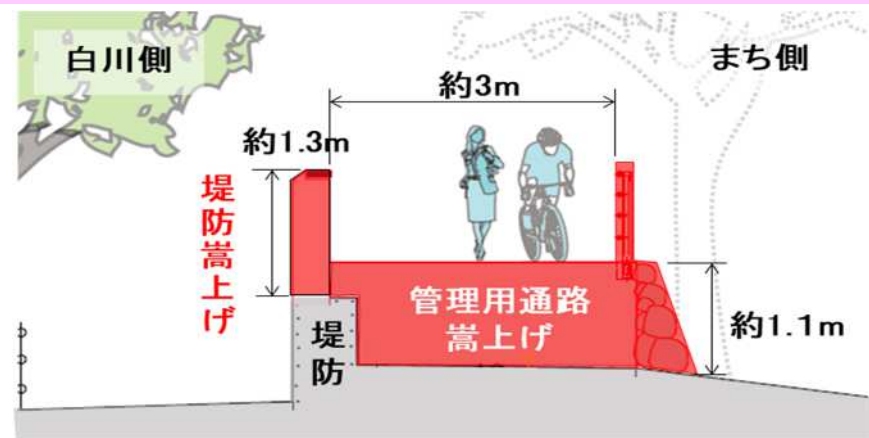 白川側
まち側
約3m
約1.3m
堤防嵩上げ
管理用通路
嵩上げ
約1.1m
堤防